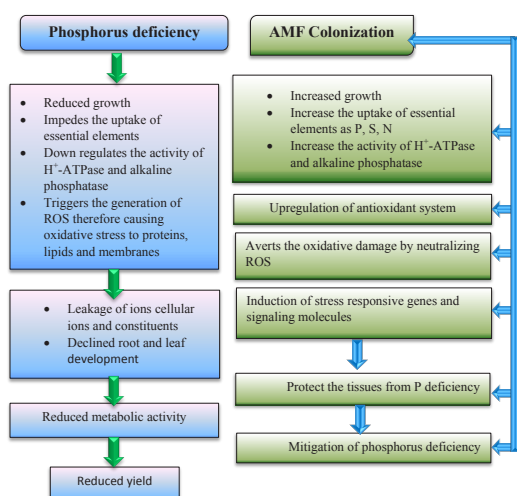 Phosphorus deficiency
• Reduced growth
• Impedes the uptake of
essential elements
• Down regulates the activity of
H⁺-ATPase and alkaline
phosphatase
• Triggers the generation of
ROS therefore causing
oxidative stress to proteins,
lipids and membranes
• Leakage of ions cellular
ions and constituents
• Declined root and leaf
development
Reduced metabolic activity
Reduced yield
AMF Colonization
• Increased growth
• Increase the uptake of essential
elements as P, S, N
• Increase the activity of H⁺-ATPase
and alkaline phosphatase
Upregulation of antioxidant system
Averts the oxidative damage by neutralizing
ROS
Induction of stress responsive genes and
signaling molecules
Protect the tissues from P deficiency
Mitigation of phosphorus deficiency